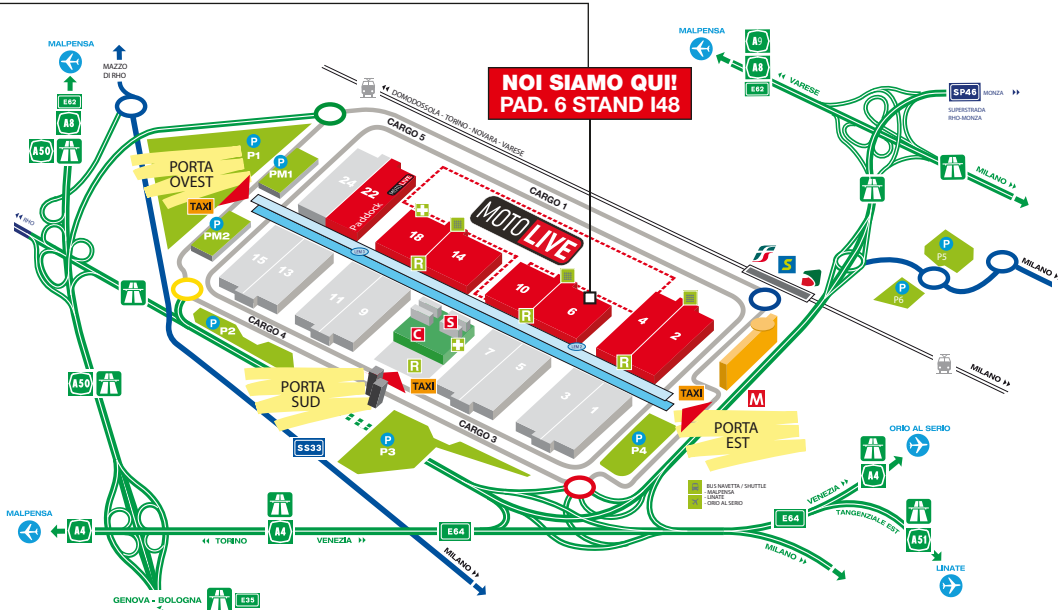 MALPENSA
MAZZO
DI RHO
E62
A8
A50
MALPENSA
A9
A8
E62
VARESE
SP46
MONZA
SUPERSTRADA
RHO-MONZA
MILANO
NOI SIAMO QUI!
PAD. 6 STAND I48
DOMODOSSOLA - TORINO - NOVARA - VARESE
CARGO 5
CARGO 1
P
P1
P
PM1
PORTA
OVEST
TAXI
P
PM2
RHO
24
22
Paddock
MOTO LIVE
MOTO LIVE
18
14
R
10
6
R
4
2
R
15
13
11
9
C
S
R
7
5
3
1
S
P
P5
P
P6
MILANO
MILANO
P
P2
CARGO 4
A50
PORTA
SUD
TAXI
CARGO 3
TAXI
M
PORTA
EST
P
P3
P
P4
SS33
BUS NAVETTA / SHUTTLE
- MALPENSA
- LINATE
- ORIO AL SERIO
ORIO AL SERIO
A4
VENEZIA
E64
TANGENZIALE EST
A51
LINATE
MILANO
MALPENSA
A4
TORINO
A4
VENEZIA
E64
MILANO
GENOVA - BOLOGNA
E35